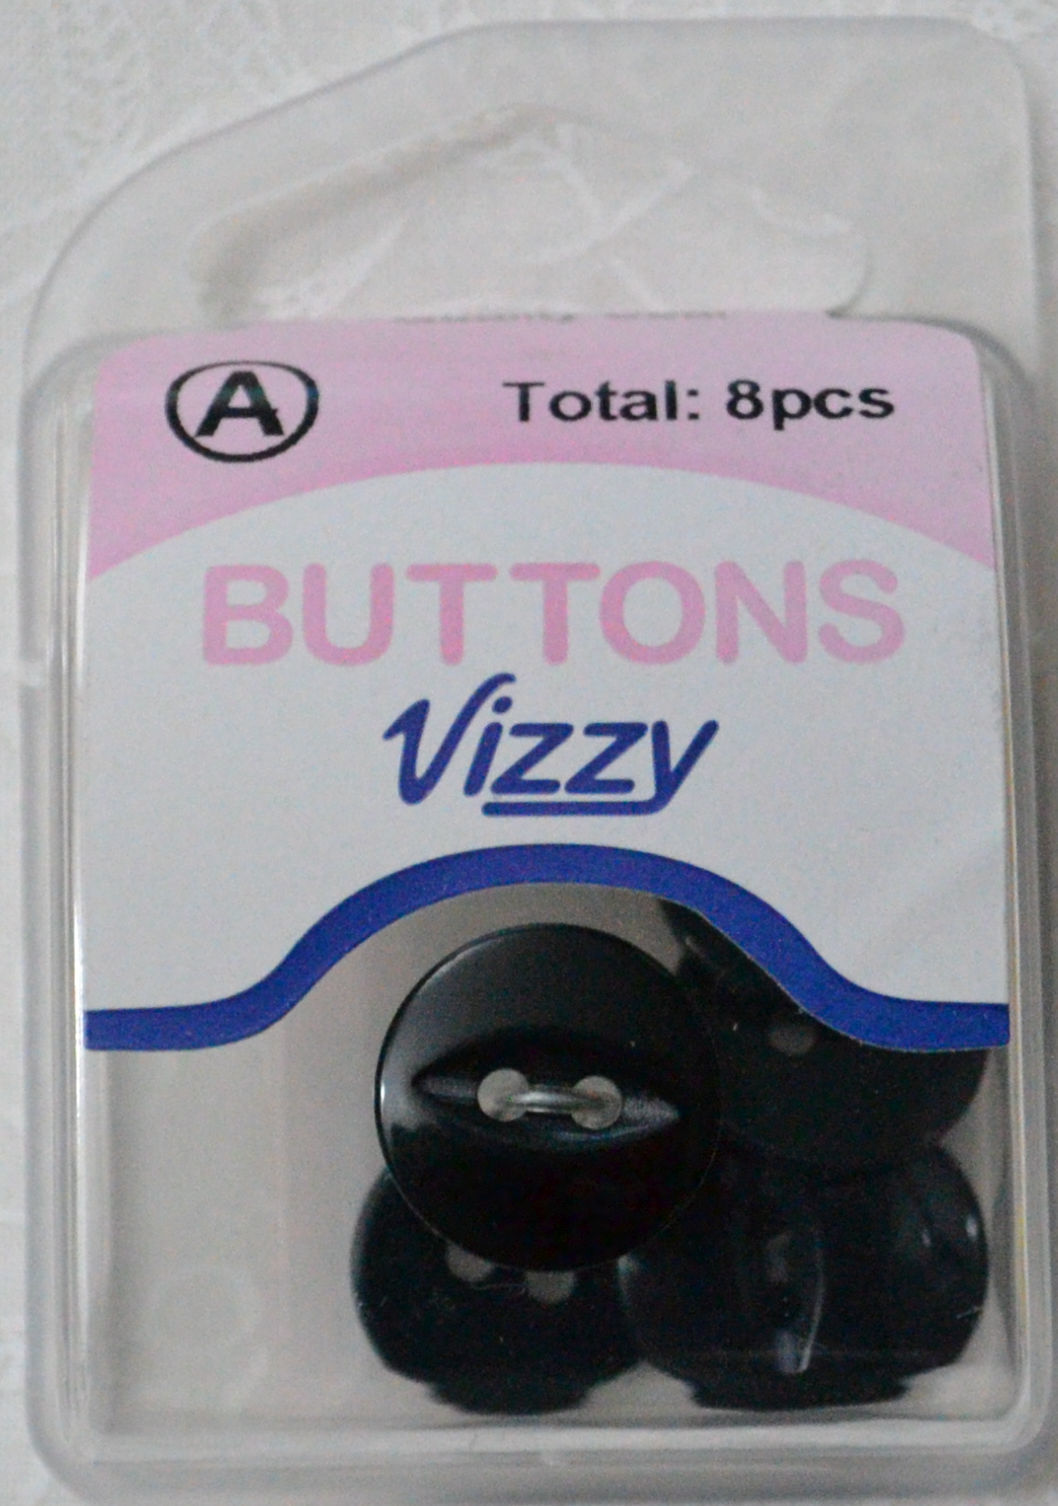 A
Total: 8pcs
BUTTONS
Vizzy